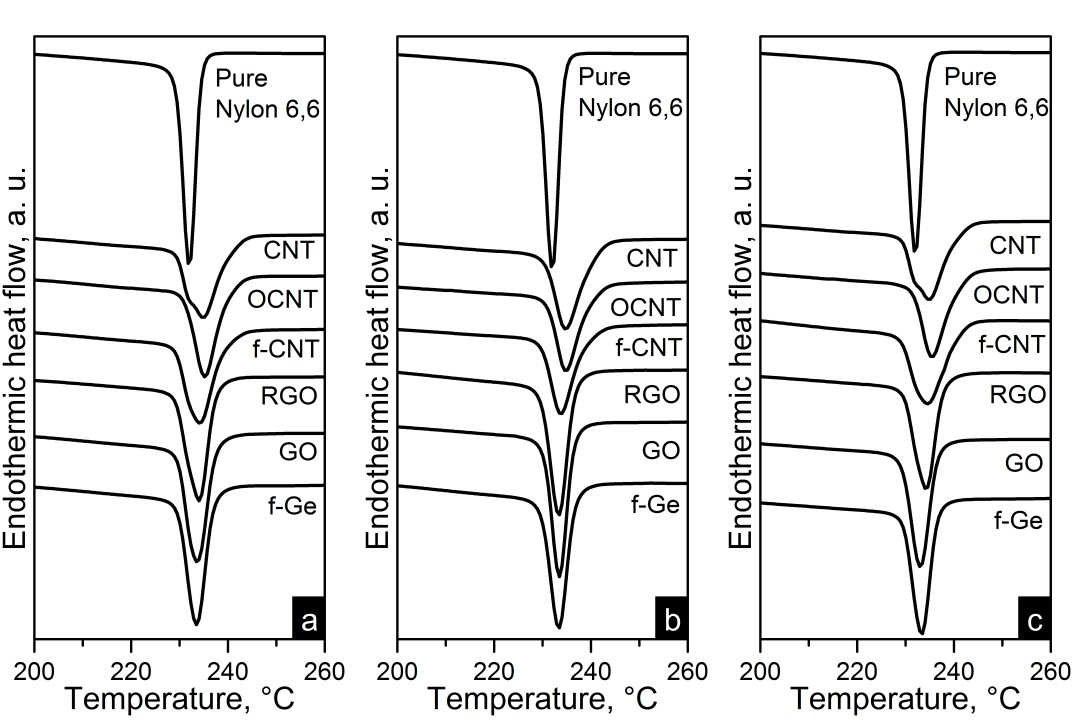 Endothermic heat flow, a. u.
Pure
Nylon 6,6
CNT
OCNT
f-CNT
RGO
GO
f-Ge
a
200 220 240 260
Temperature, °C
Endothermic heat flow, a. u.
Pure
Nylon 6,6
CNT
OCNT
f-CNT
RGO
GO
f-Ge
b
200 220 240 260
Temperature, °C
Endothermic heat flow, a. u.
Pure
Nylon 6,6
CNT
OCNT
f-CNT
RGO
GO
f-Ge
c
200 220 240 260
Temperature, °C